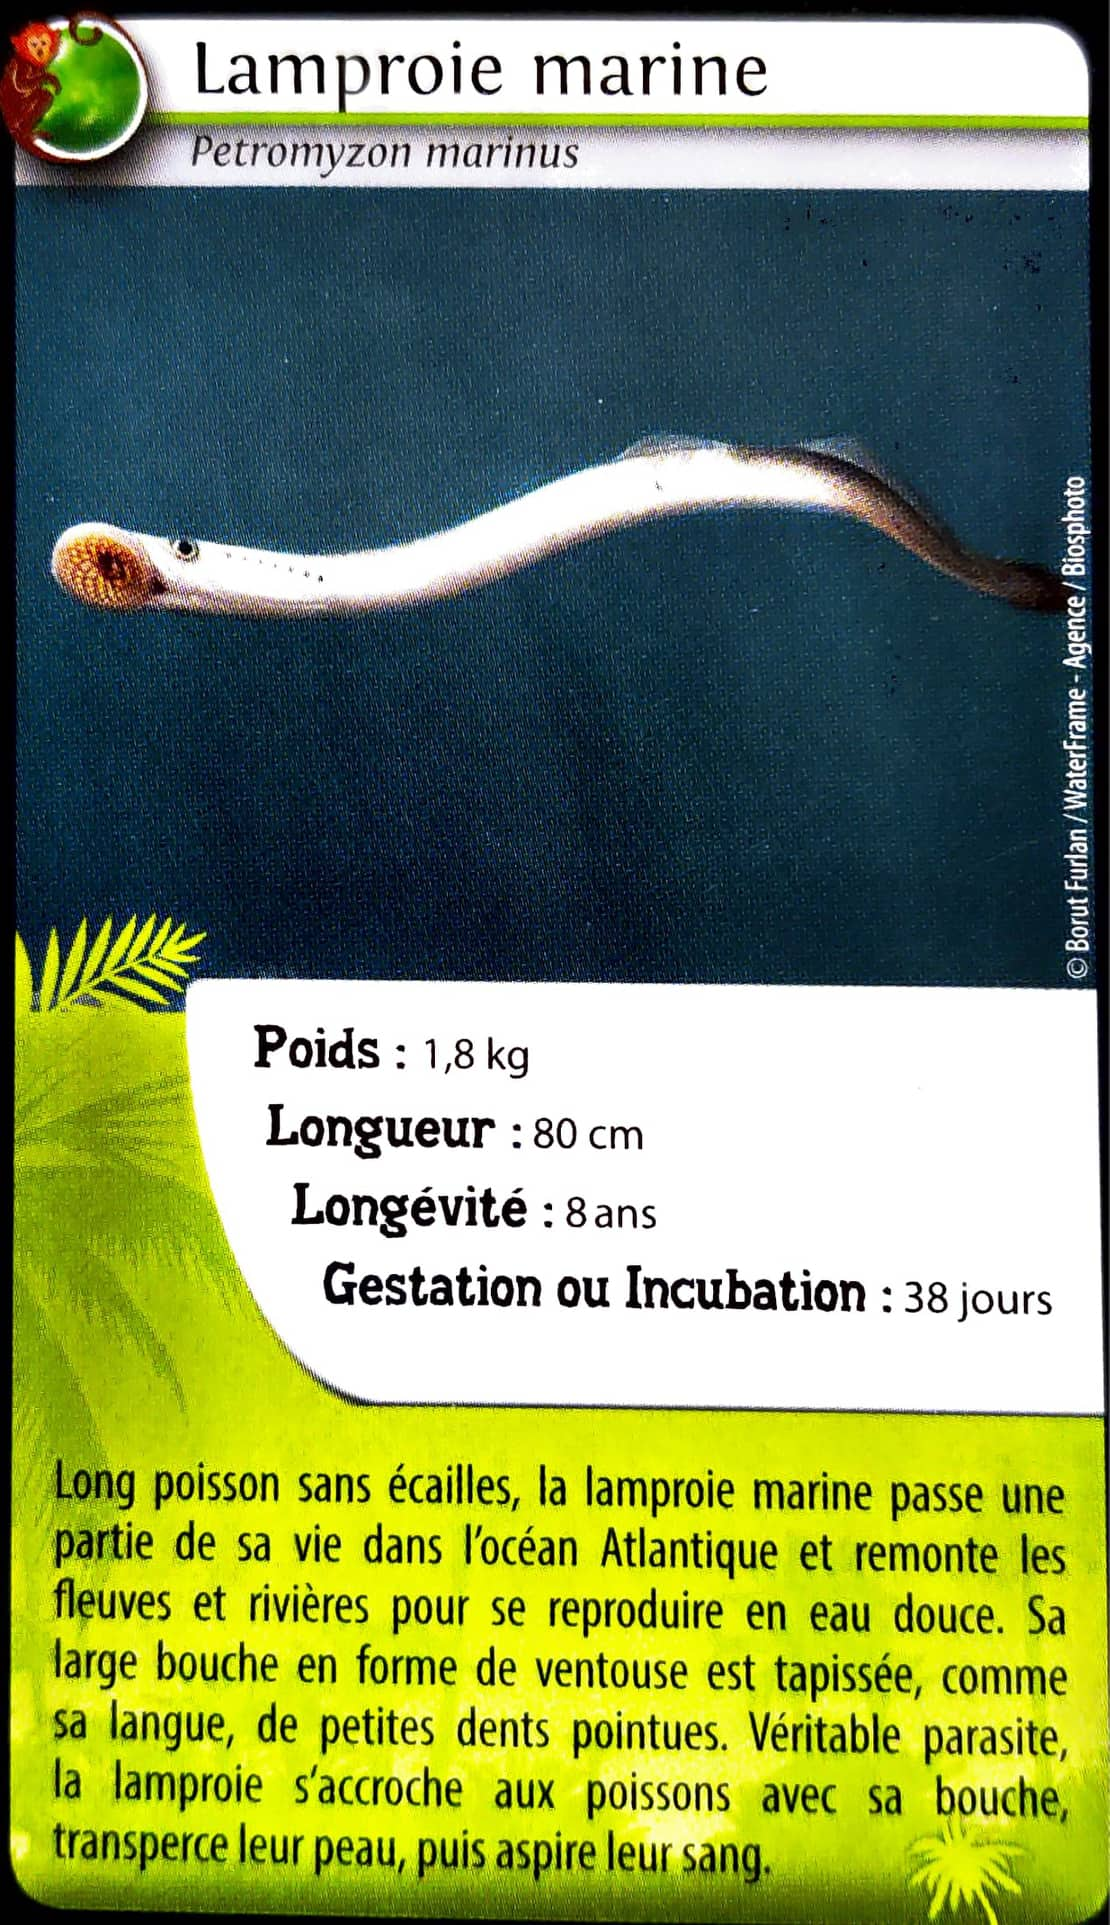 Lamproie marine
Petromyzon marinus
© Borut Furlan / WaterFrame - Agence / Biosphoto
Poids : 1,8 kg
Longueur : 80 cm
Longévité : 8 ans
Gestation ou Incubation : 38 jours
Long poisson sans écailles, la lamproie marine passe une
partie de sa vie dans l'océan Atlantique et remonte les
fleuves et rivières pour se reproduire en eau douce. Sa
large bouche en forme de ventouse est tapissée, comme
sa langue, de petites dents pointues. Véritable parasite,
la lamproie s'accroche aux poissons avec sa bouche,
transperce leur peau, puis aspire leur sang.